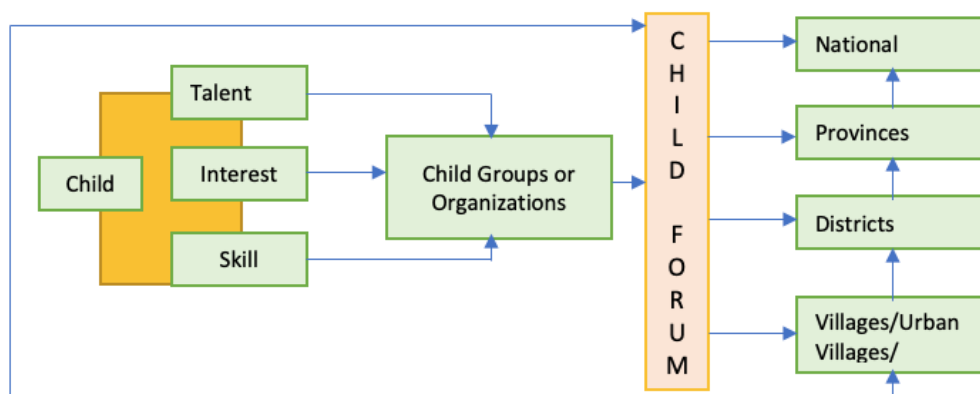 Child
Talent
Interest
Skill
Child Groups or
Organizations
C
H
I
L
D
F
O
R
U
M
National
Provinces
Districts
Villages/Urban
Villages/